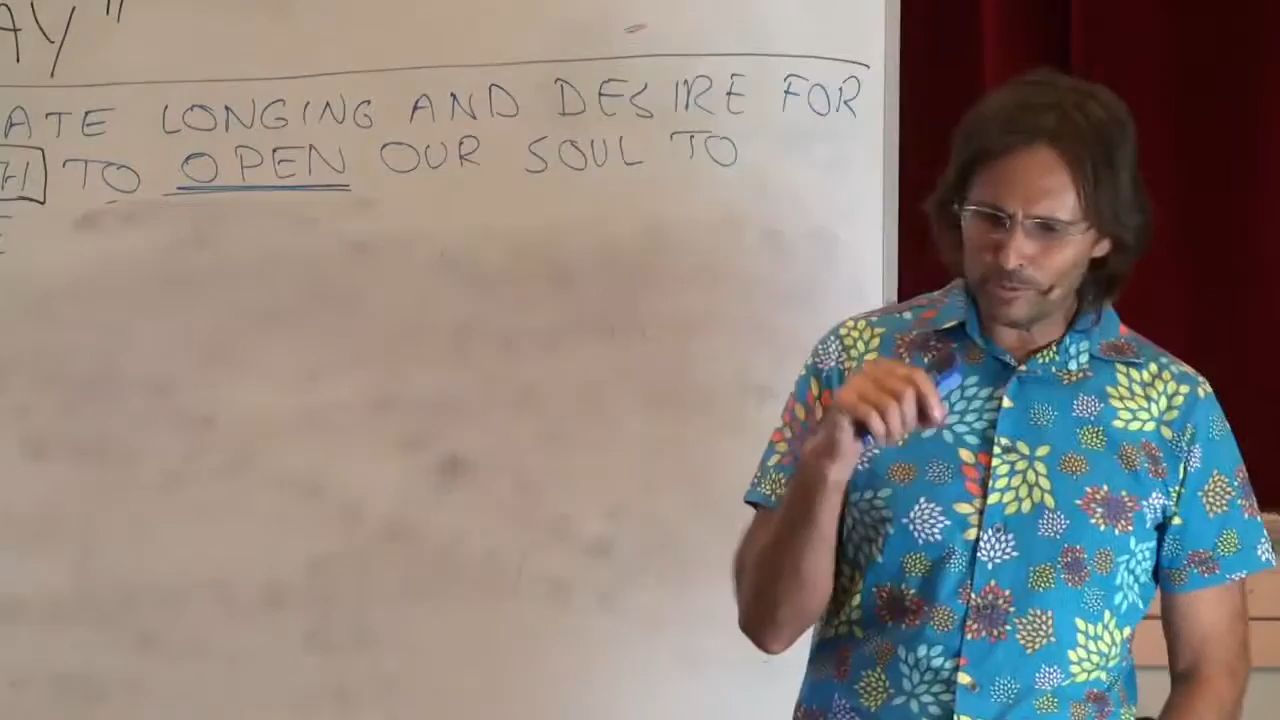 AY"
ATE LONGING AND DESIRE FOR
TO OPEN OUR SOUL TO